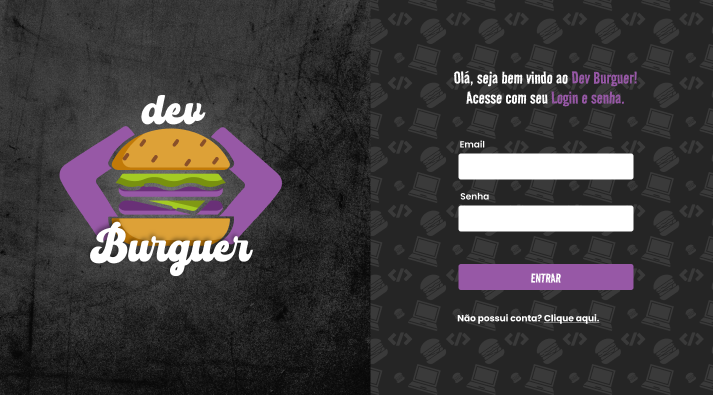 dev
Burguer
Olá, seja bem vindo ao Dev Burguer!
Acesse com seu Login e senha.
Email
Senha
ENTRAR
Não possui conta? Clique aqui.